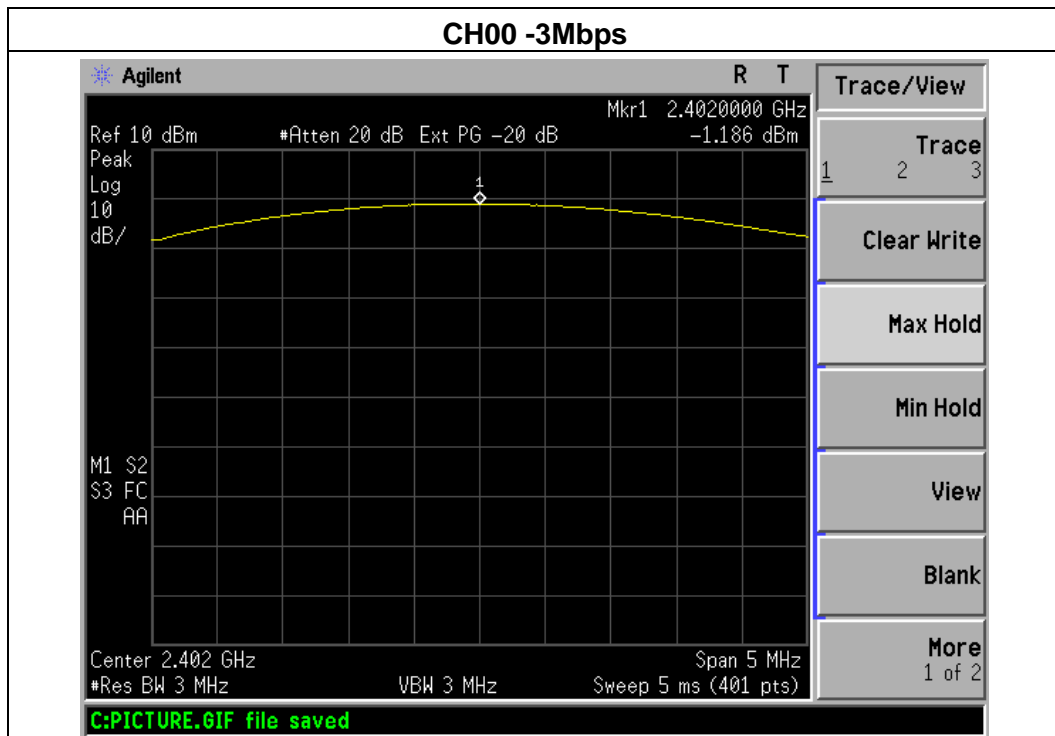 CH00 -3Mbps
Agilent R T
Mkr1 2.4020000 GHz
Ref 10 dBm #Atten 20 dB Ext PG -20 dB -1.186 dBm
Peak
Log
10
dB/
1
M1 S2
S3 FC
AA
Center 2.402 GHz Span 5 MHz
#Res BW 3 MHz VBW 3 MHz Sweep 5 ms (401 pts)
C:PICTURE.GIF file saved
Trace/View
Trace
1 2 3
Clear Write
Max Hold
Min Hold
View
Blank
More
1 of 2